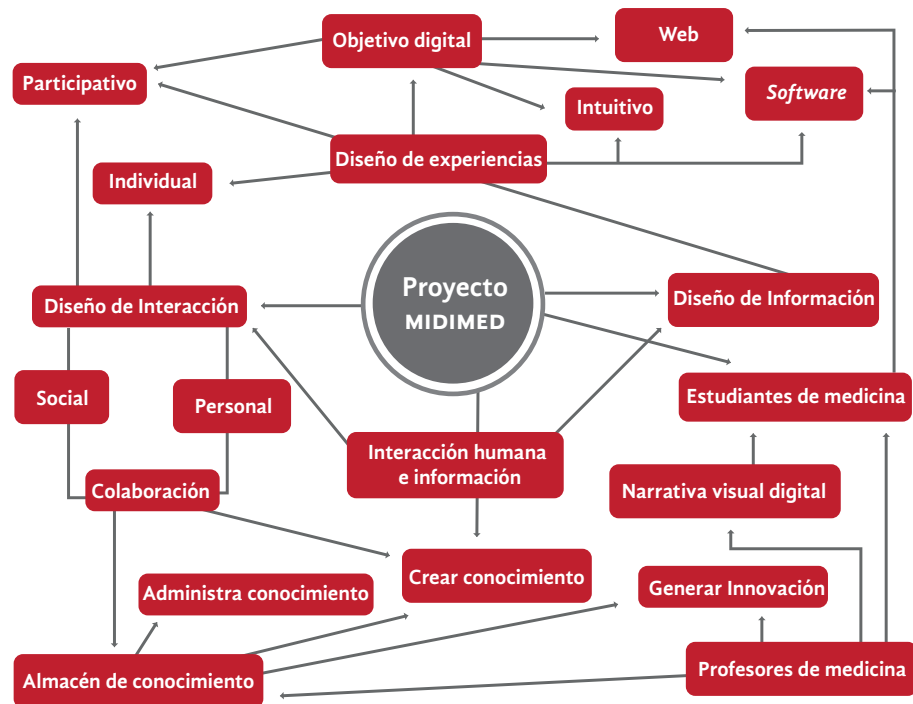 Objetivo digital
Web
Participativo
Software
Intuitivo
Diseño de experiencias
Individual
Proyecto
MIDIMED
Diseño de Interacción
Diseño de Información
Social
Personal
Estudiantes de medicina
Interacción humana
e información
Colaboración
Narrativa visual digital
Crear conocimiento
Administra conocimiento
Generar Innovación
Almacén de conocimiento
Profesores de medicina